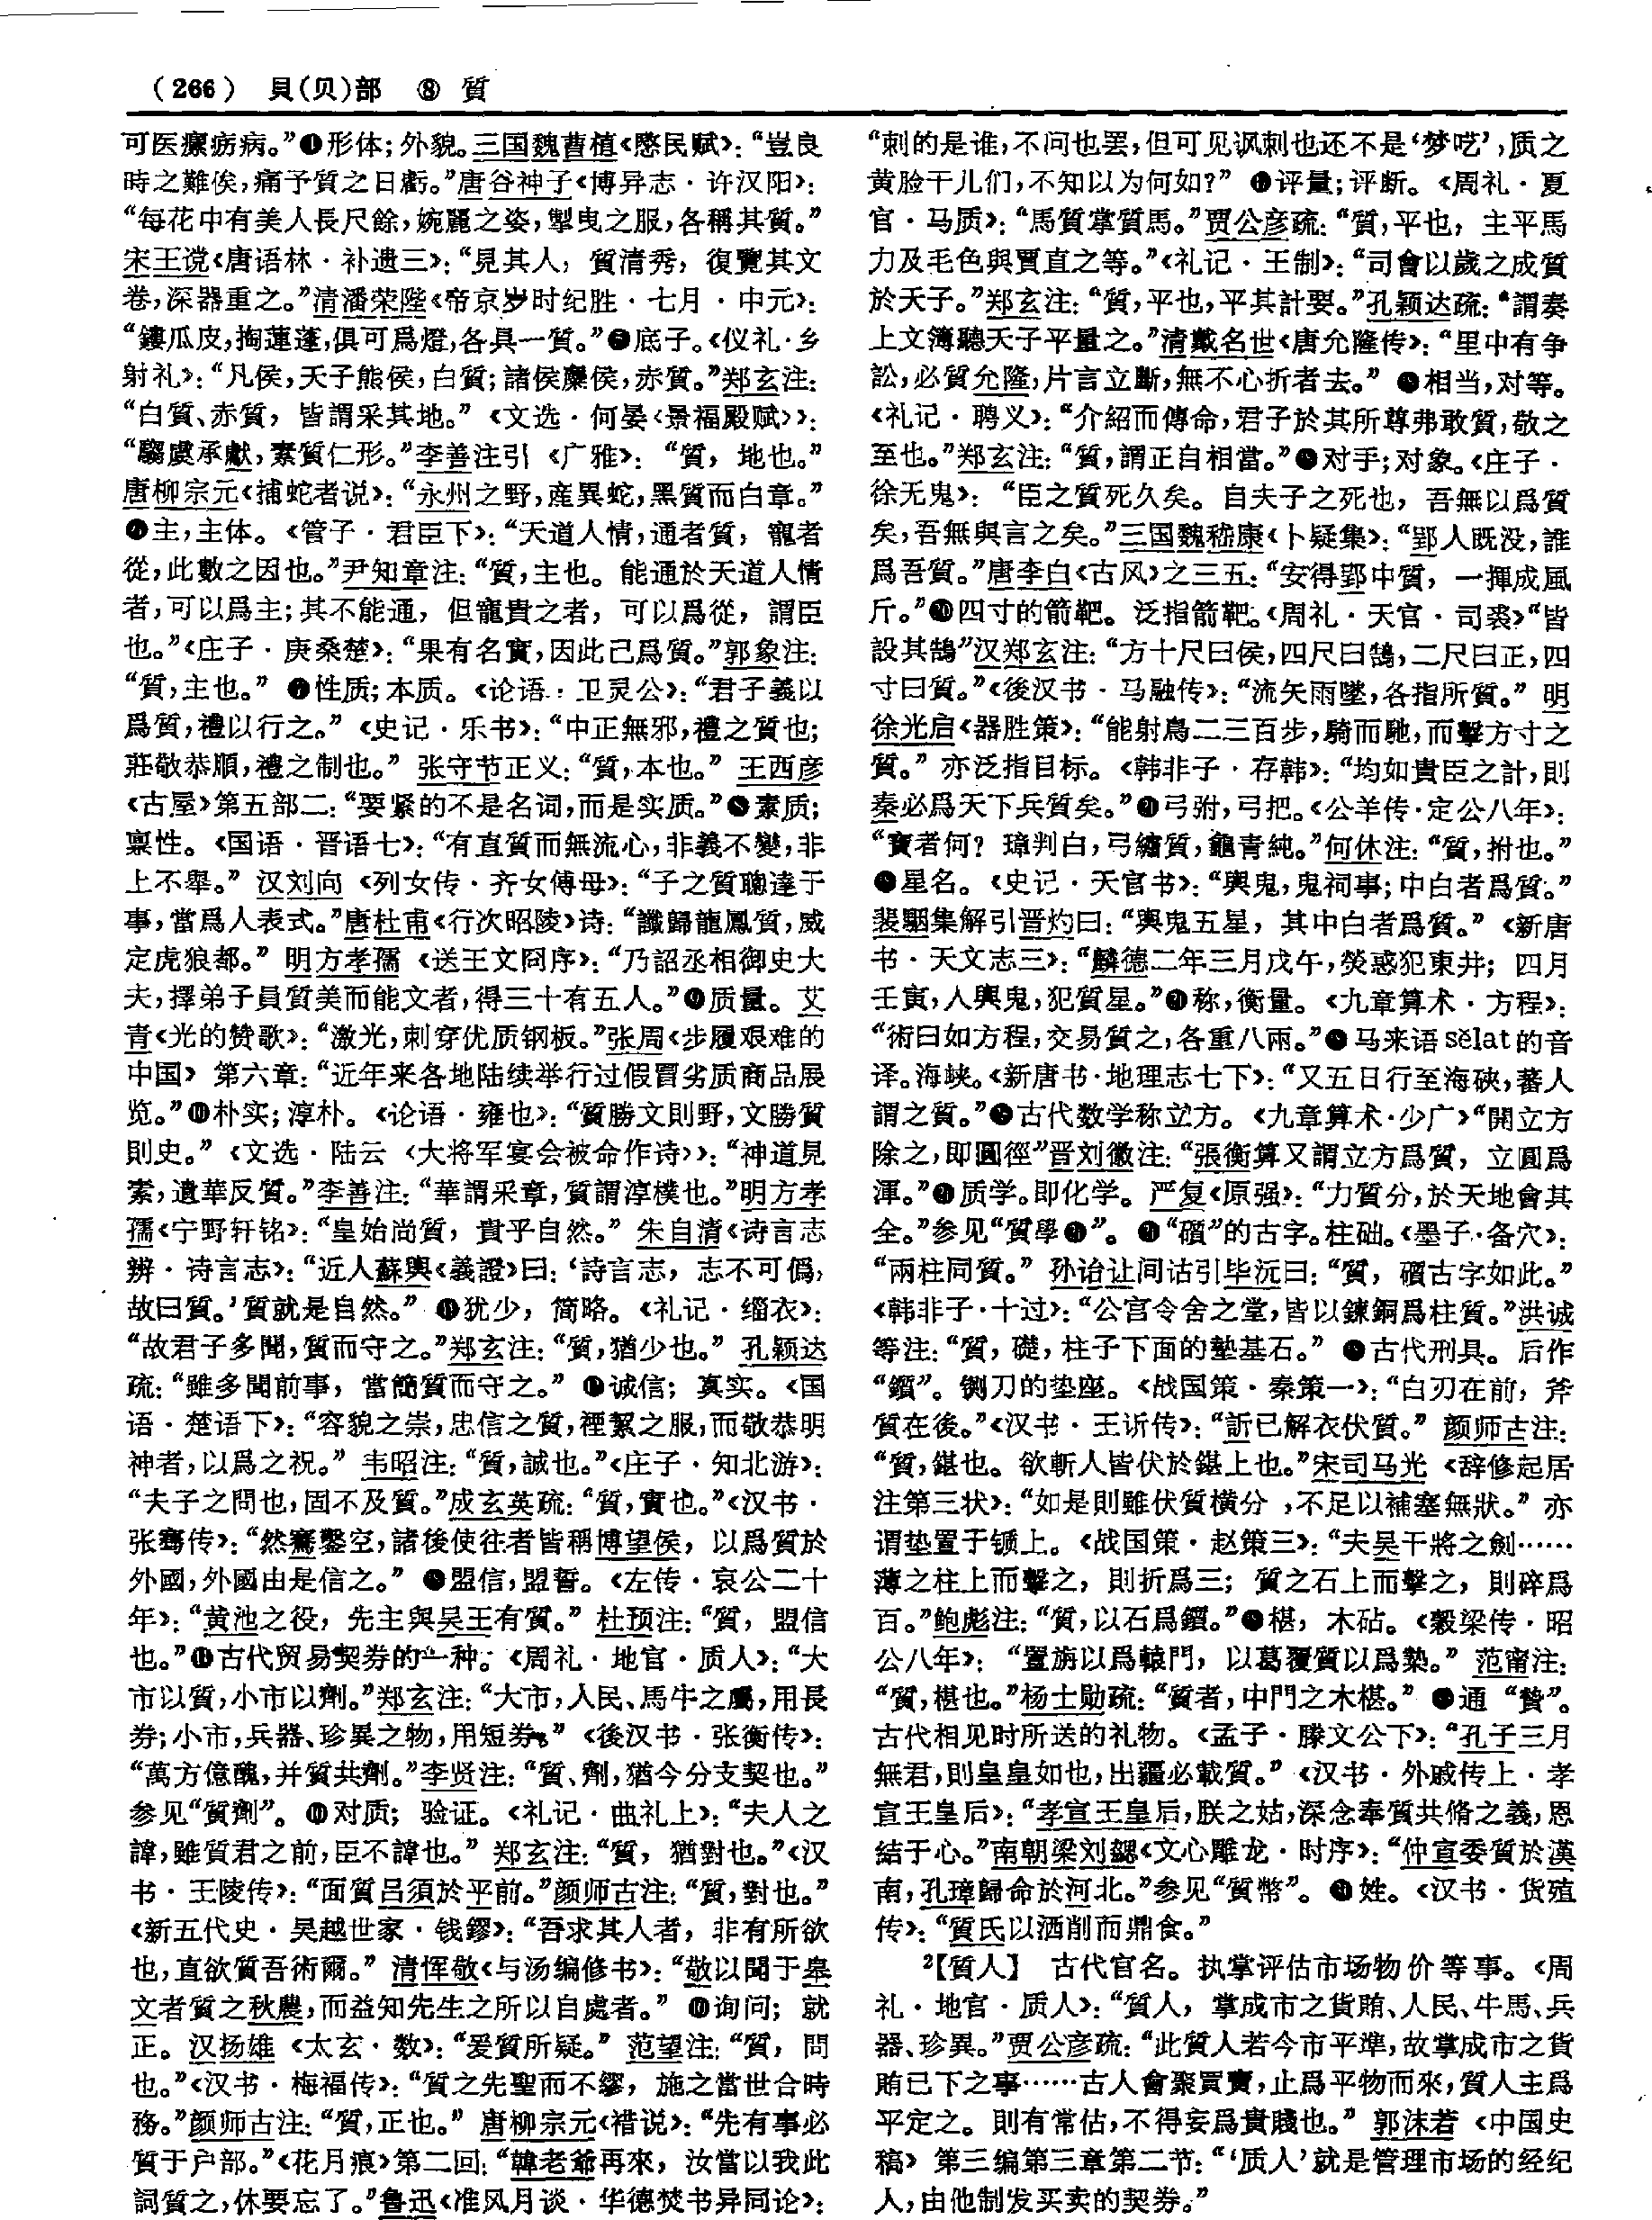 （266） 貝(贝)部 ⑧ 質
可医瘰疬病。”❹形体；外貌。三国魏曹植《愍民赋》：“豈良
時之難俟，痛予質之日虧。”唐谷神子《博异志·许汉阳》：
“每花中有美人長尺餘，婉麗之姿，掣曳之服，各稱其質。”
宋王谠《唐语林·补遗三》：“見其人，質清秀，復覽其文
卷，深器重之。”清潘荣陛《帝京岁时纪胜·七月·中元》：
“鏤瓜皮，掏蓮蓬，俱可爲燈，各具一質。”❺底子。《仪礼·乡
射礼》：“凡侯，天子熊侯，白質；諸侯麋侯，赤質。”郑玄注：
“白質、赤質，皆謂采其地。”《文选·何晏〈景福殿赋〉》：
“騶虞承獻，素質仁形。”李善注引《广雅》：“質，地也。”
唐柳宗元《捕蛇者说》：“永州之野，産異蛇，黑質而白章。”
❻主，主体。《管子·君臣下》：“天道人情，通者質，寵者
從，此數之因也。”尹知章注：“質，主也。能通於天道人情
者，可以爲主；其不能通，但寵貴之者，可以爲從，謂臣
也。”《庄子·庚桑楚》：“果有名實，因此己爲質。”郭象注：
“質，主也。”❼性质；本质。《论语·卫灵公》：“君子義以
爲質，禮以行之。”《史记·乐书》：“中正無邪，禮之質也；
莊敬恭順，禮之制也。”张守节正义：“質，本也。”王西彦
《古屋》第五部二：“要紧的不是名词，而是实质。”❽素质；
禀性。《国语·晋语七》：“有直質而無流心，非義不變，非
上不舉。”汉刘向《列女传·齐女傅母》：“子之質聰達于
事，當爲人表式。”唐杜甫《行次昭陵》诗：“讖歸龍鳳質，威
定虎狼都。”明方孝孺《送王文冏序》：“乃詔丞相御史大
夫，擇弟子員質美而能文者，得三十有五人。”❾质量。艾
青《光的赞歌》：“激光，刺穿优质钢板。”张周《步履艰难的
中国》第六章：“近年来各地陆续举行过假冒劣质商品展
览。”❿朴实；淳朴。《论语·雍也》：“質勝文則野，文勝質
則史。”《文选·陆云〈大将军宴会被命作诗〉》：“神道見
素，遺華反質。”李善注：“華謂采章，質謂淳樸也。”明方孝
孺《宁野轩铭》：“皇始尚質，貴乎自然。”朱自清《诗言志
辨·诗言志》：“近人蘇輿《義證》曰：‘詩言志，志不可僞，
故曰質。’質就是自然。”⓫犹少，简略。《礼记·缁衣》：
“故君子多聞，質而守之。”郑玄注：“質，猶少也。”孔颖达
疏：“雖多聞前事，當簡質而守之。”⓬诚信；真实。《国
语·楚语下》：“容貌之崇，忠信之質，禋絜之服，而敬恭明
神者，以爲之祝。”韦昭注：“質，誠也。”《庄子·知北游》：
“夫子之問也，固不及質。”成玄英疏：“質，實也。”《汉书·
张骞传》：“然騫鑿空，諸後使往者皆稱博望侯，以爲質於
外國，外國由是信之。”⓭盟信，盟誓。《左传·哀公二十
年》：“黄池之役，先主與吴王有質。”杜预注：“質，盟信
也。”⓮古代贸易契券的一种。《周礼·地官·质人》：“大
市以質，小市以劑。”郑玄注：“大市，人民、馬牛之屬，用長
券；小市，兵器、珍異之物，用短券。”《後汉书·张衡传》：
“萬方億醜，并質共劑。”李贤注：“質、劑，猶今分支契也。”
参见“質劑”。⓯对质；验证。《礼记·曲礼上》：“夫人之
諱，雖質君之前，臣不諱也。”郑玄注：“質，猶對也。”《汉
书·王陵传》：“面質吕須於平前。”颜师古注：“質，對也。”
《新五代史·吴越世家·钱鏐》：“吾求其人者，非有所欲
也，直欲質吾術爾。”清恽敬《与汤编修书》：“敬以聞于皋
文者質之秋農，而益知先生之所以自處者。”⓰询问；就
正。汉扬雄《太玄·数》：“爰質所疑。”范望注：“質，問
也。”《汉书·梅福传》：“質之先聖而不繆，施之當世合時
務。”颜师古注：“質，正也。”唐柳宗元《䄍说》：“先有事必
質于户部。”《花月痕》第二回：“韓老爺再來，汝當以我此
詞質之，休要忘了。”鲁迅《准风月谈·华德焚书异同论》：
“刺的是谁，不问也罢，但可见讽刺也还不是‘梦呓’，质之
黄脸干儿们，不知以为何如？”⓱评量；评断。《周礼·夏
官·马质》：“馬質掌質馬。”贾公彦疏：“質，平也，主平馬
力及毛色與賈直之等。”《礼记·王制》：“司會以歲之成質
於天子。”郑玄注：“質，平也，平其計要。”孔颖达疏：“謂奏
上文簿聽天子平量之。”清戴名世《唐允隆传》：“里中有争
訟，必質允隆，片言立斷，無不心折者去。”⓲相当，对等。
《礼记·聘义》：“介紹而傳命，君子於其所尊弗敢質，敬之
至也。”郑玄注：“質，謂正自相當。”⓳对手；对象。《庄子·
徐无鬼》：“臣之質死久矣。自夫子之死也，吾無以爲質
矣，吾無與言之矣。”三国魏嵇康《卜疑集》：“郢人既没，誰
爲吾質。”唐李白《古风》之三五：“安得郢中質，一揮成風
斤。”⓴四寸的箭靶。泛指箭靶。《周礼·天官·司裘》“皆
設其鵠”汉郑玄注：“方十尺曰侯，四尺曰鵠，二尺曰正，四
寸曰質。”《後汉书·马融传》：“流矢雨墜，各指所質。”明
徐光启《器胜策》：“能射鳥二三百步，騎而馳，而擊方寸之
質。”亦泛指目标。《韩非子·存韩》：“均如貴臣之計，則
秦必爲天下兵質矣。”㉑弓弣，弓把。《公羊传·定公八年》：
“寶者何？璋判白，弓繡質，龜青純。”何休注：“質，拊也。”
㉒星名。《史记·天官书》：“輿鬼，鬼祠事；中白者爲質。”
裴駰集解引晋灼曰：“輿鬼五星，其中白者爲質。”《新唐
书·天文志三》：“麟德二年三月戊午，熒惑犯東井；四月
壬寅，人輿鬼，犯質星。”㉓称，衡量。《九章算术·方程》：
“術曰如方程，交易質之，各重八兩。”㉔马来语sělat的音
译。海峡。《新唐书·地理志七下》：“又五日行至海硤，蕃人
謂之質。”㉕古代数学称立方。《九章算术·少广》“開立方
除之，即圓徑”晋刘徽注：“張衡算又謂立方爲質，立圓爲
渾。”㉖质学。即化学。严复《原强》：“力質分，於天地會其
全。”参见“質學❷”。㉗“礩”的古字。柱础。《墨子·备穴》：
“兩柱同質。”孙诒让间诂引毕沅曰：“質，礩古字如此。”
《韩非子·十过》：“公宫令舍之堂，皆以鍊銅爲柱質。”洪诚
等注：“質，礎，柱子下面的墊基石。”㉘古代刑具。后作
“鑕”。铡刀的垫座。《战国策·秦策一》：“白刃在前，斧
質在後。”《汉书·王䜣传》：“訢已解衣伏質。”颜师古注：
“質，鍖也。欲斬人皆伏於鍖上也。”宋司马光《辞修起居
注第三状》：“如是則雖伏質横分，不足以補塞無狀。”亦
谓垫置于锧上。《战国策·赵策三》：“夫吴干將之劍……
薄之柱上而擊之，則折爲三；質之石上而擊之，則碎爲
百。”鲍彪注：“質，以石爲鑕。”㉙椹，木砧。《穀梁传·昭
公八年》：“置旃以爲轅門，以葛覆質以爲槷。”范甯注：
“質，椹也。”杨士勋疏：“質者，中門之木椹。”㉚通“贄”。
古代相见时所送的礼物。《孟子·滕文公下》：“孔子三月
無君，則皇皇如也，出疆必載質。”《汉书·外戚传上·孝
宣王皇后》：“孝宣王皇后，朕之姑，深念奉質共脩之義，恩
结于心。”南朝梁刘勰《文心雕龙·时序》：“仲宣委質於漢
南，孔璋歸命於河北。”参见“質幣”。㉛姓。《汉书·货殖
传》：“質氏以洒削而鼎食。”
²【質人】 古代官名。执掌评估市场物价等事。《周
礼·地官·质人》：“質人，掌成市之貨賄、人民、牛馬、兵
器、珍異。”贾公彦疏：“此質人若今市平準，故掌成市之貨
賄已下之事……古人會聚買賣，止爲平物而來，質人主爲
平定之。則有常估，不得妄爲貴賤也。”郭沫若《中国史
稿》第三编第三章第二节：“‘质人’就是管理市场的经纪
人，由他制发买卖的契券。”